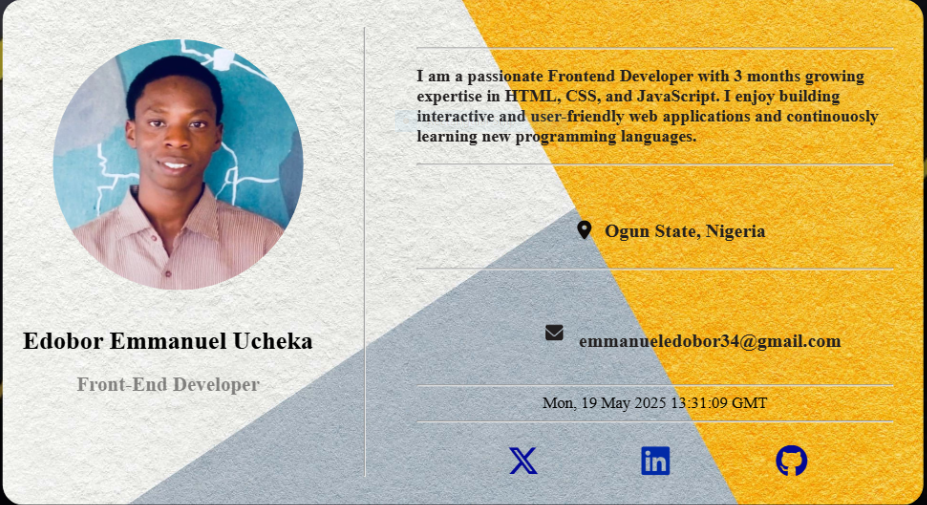 Edobor Emmanuel Ucheka
Front-End Developer
I am a passionate Frontend Developer with 3 months growing
expertise in HTML, CSS, and JavaScript. I enjoy building
interactive and user-friendly web applications and continously
learning new programming languages.
Ogun State, Nigeria
emmanueledobor34@gmail.com
Mon, 19 May 2025 13:31:09 GMT